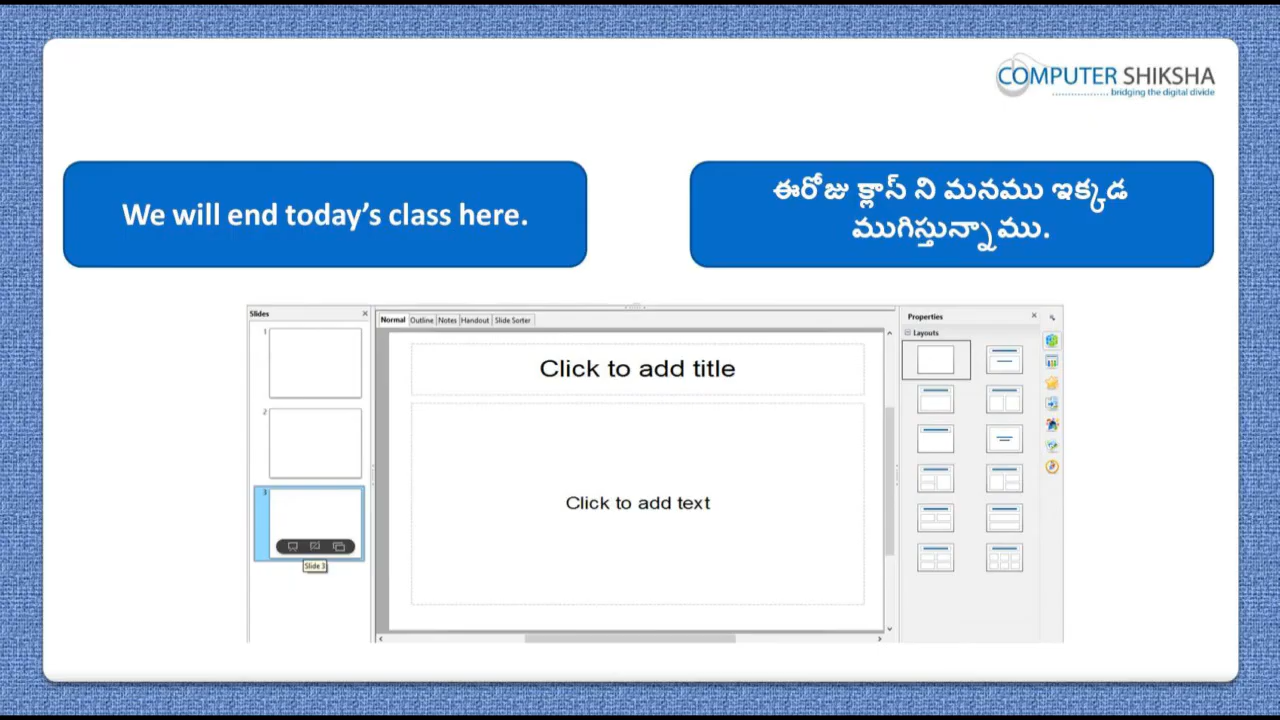 COMPUTER SHIKSHA
bridging the digital divide
We will end today’s class here.
ఈరోజు క్లాస్ ని మనము ఇక్కడ
ముగిస్తున్నాము.
Slides
1
2
3
Slide 3
Normal Outline Notes Handout Slide Sorter
Click to add title
Click to add text
Properties
Layouts